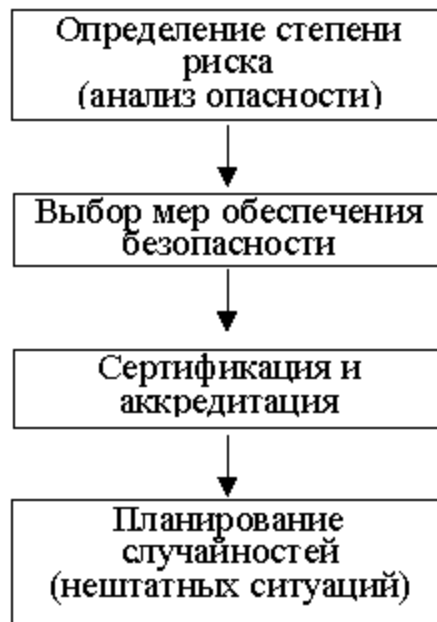 Определение степени
риска
(анализ опасности)
Выбор мер обеспечения
безопасности
Сертификация и
аккредитация
Планирование
случайностей
(нештатных ситуаций)